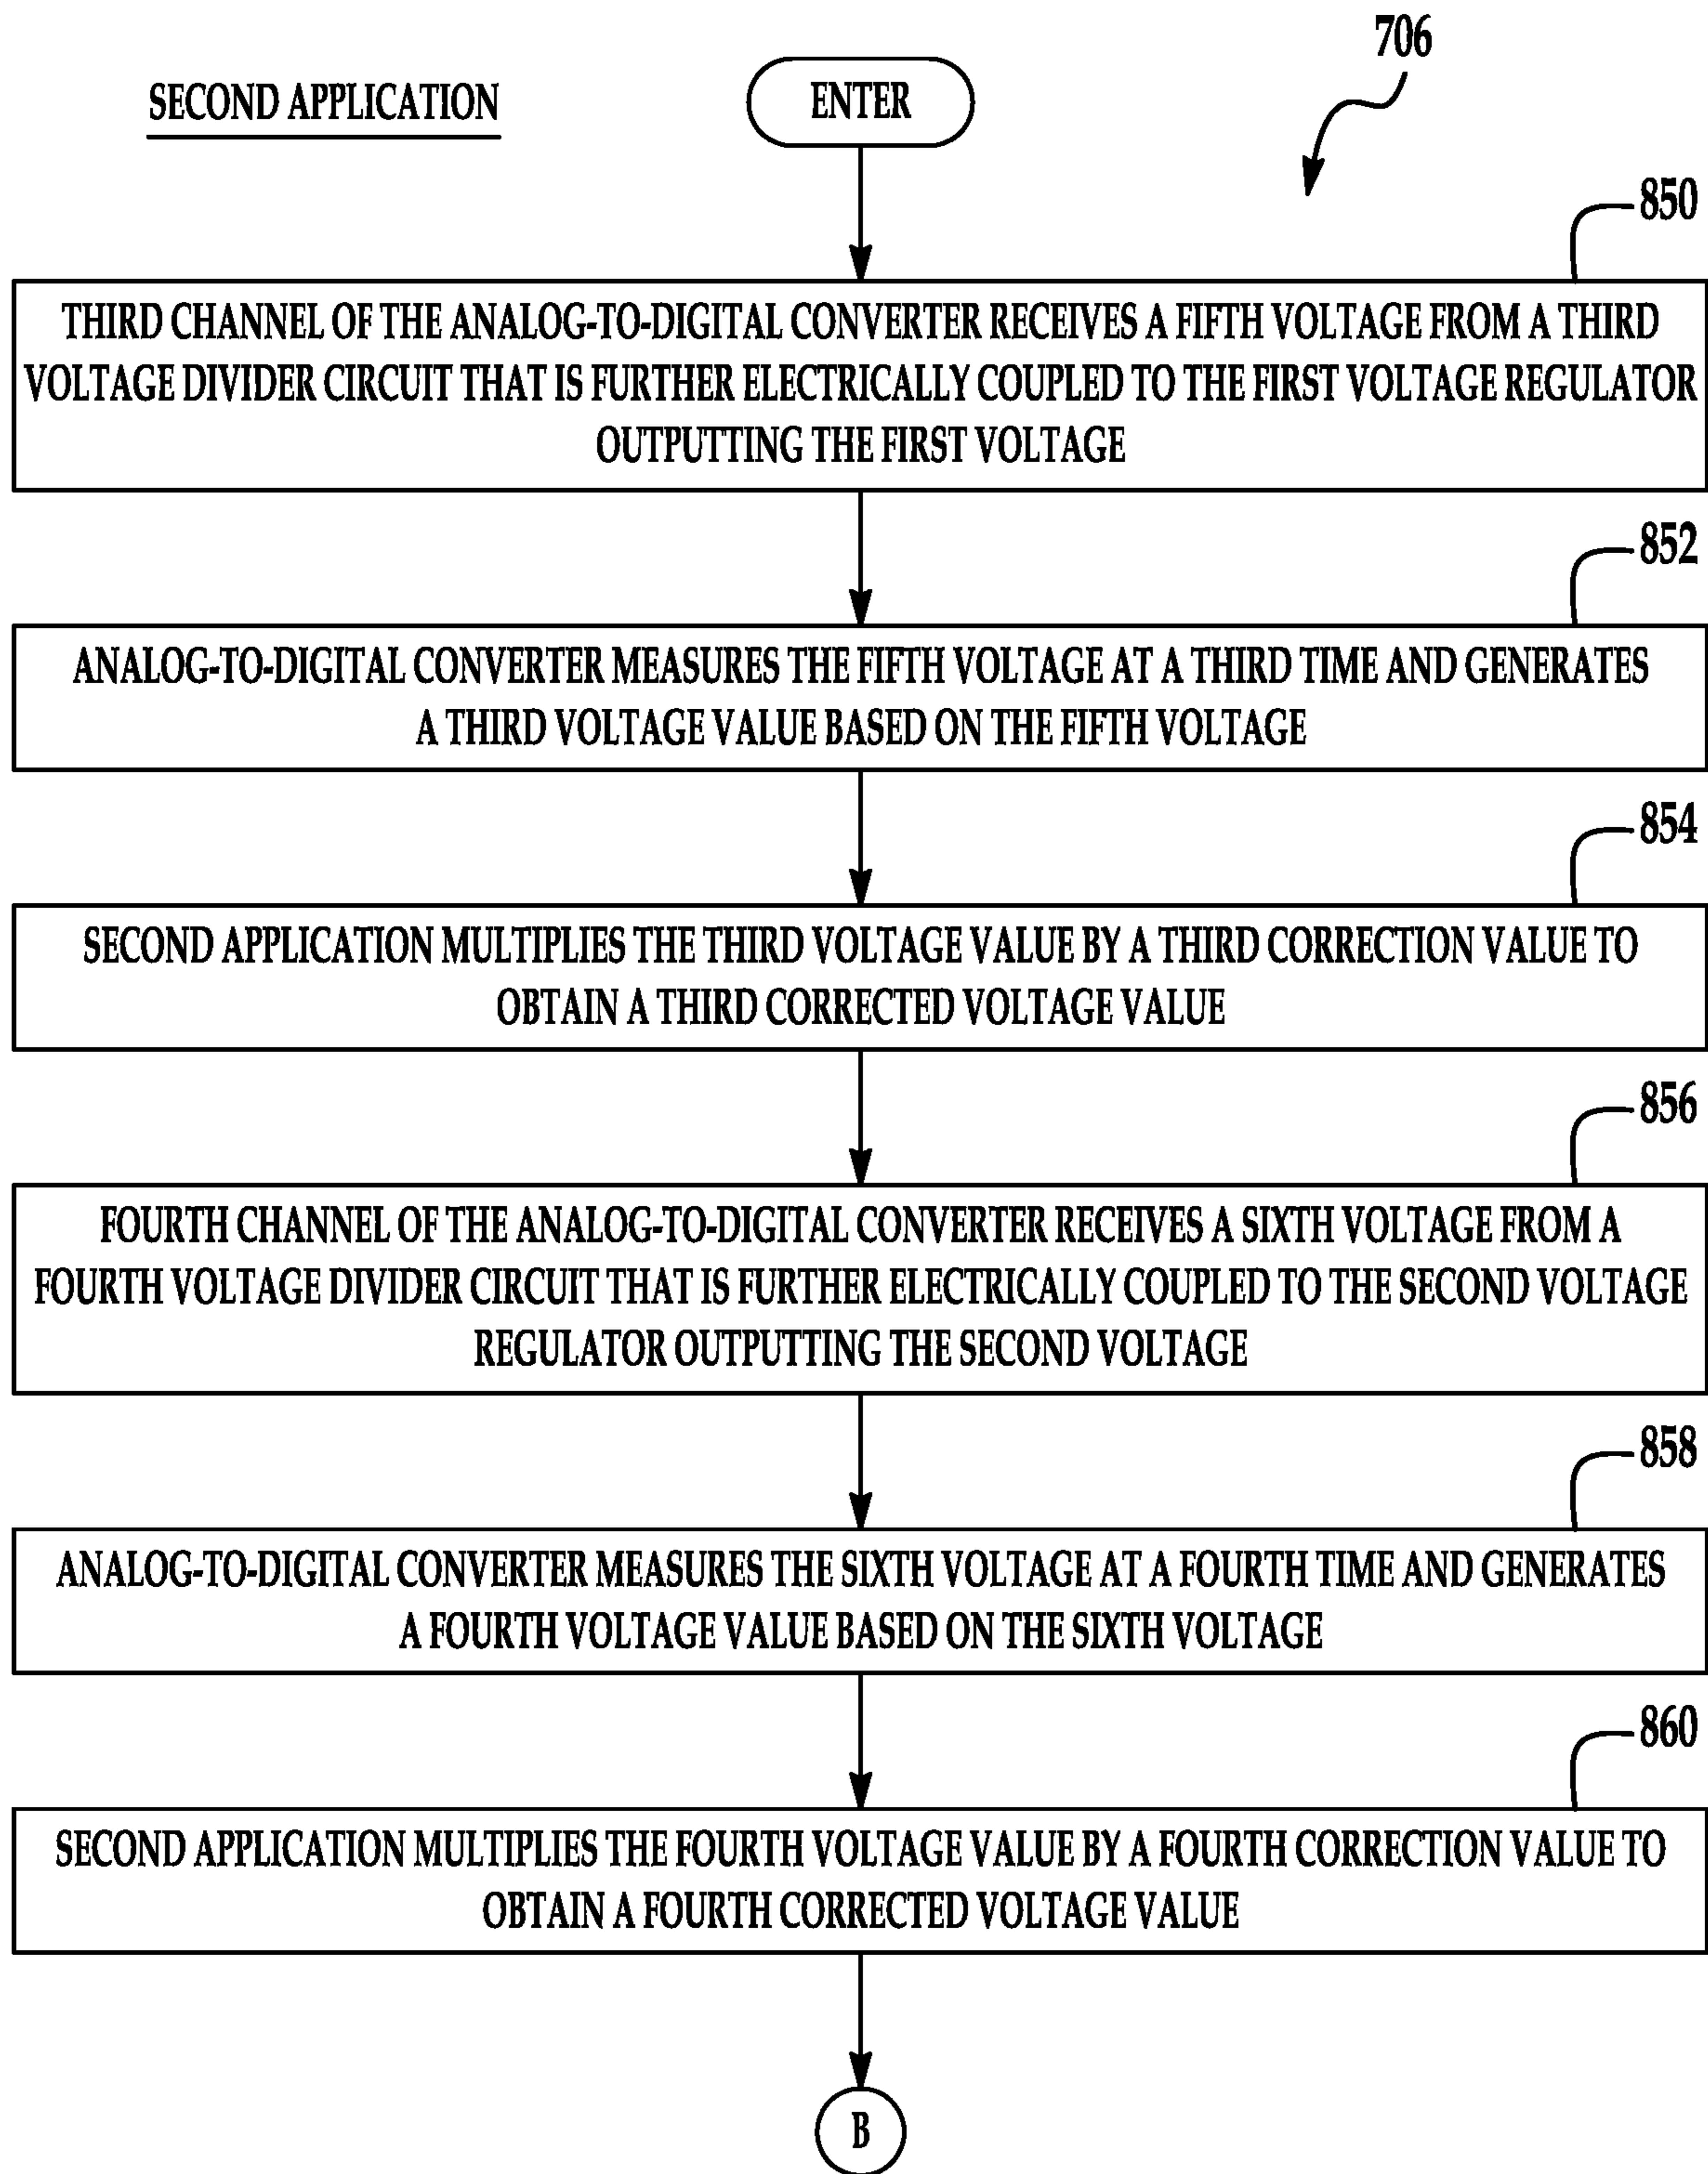 706
SECOND APPLICATION
ENTER
850
THIRD CHANNEL OF THE ANALOG-TO-DIGITAL CONVERTER RECEIVES A FIFTH VOLTAGE FROM A THIRD
VOLTAGE DIVIDER CIRCUIT THAT IS FURTHER ELECTRICALLY COUPLED TO THE FIRST VOLTAGE REGULATOR
OUTPUTTING THE FIRST VOLTAGE
852
ANALOG-TO-DIGITAL CONVERTER MEASURES THE FIFTH VOLTAGE AT A THIRD TIME AND GENERATES
A THIRD VOLTAGE VALUE BASED ON THE FIFTH VOLTAGE
854
SECOND APPLICATION MULTIPLIES THE THIRD VOLTAGE VALUE BY A THIRD CORRECTION VALUE TO
OBTAIN A THIRD CORRECTED VOLTAGE VALUE
856
FOURTH CHANNEL OF THE ANALOG-TO-DIGITAL CONVERTER RECEIVES A SIXTH VOLTAGE FROM A
FOURTH VOLTAGE DIVIDER CIRCUIT THAT IS FURTHER ELECTRICALLY COUPLED TO THE SECOND VOLTAGE
REGULATOR OUTPUTTING THE SECOND VOLTAGE
858
ANALOG-TO-DIGITAL CONVERTER MEASURES THE SIXTH VOLTAGE AT A FOURTH TIME AND GENERATES
A FOURTH VOLTAGE VALUE BASED ON THE SIXTH VOLTAGE
860
SECOND APPLICATION MULTIPLIES THE FOURTH VOLTAGE VALUE BY A FOURTH CORRECTION VALUE TO
OBTAIN A FOURTH CORRECTED VOLTAGE VALUE
B